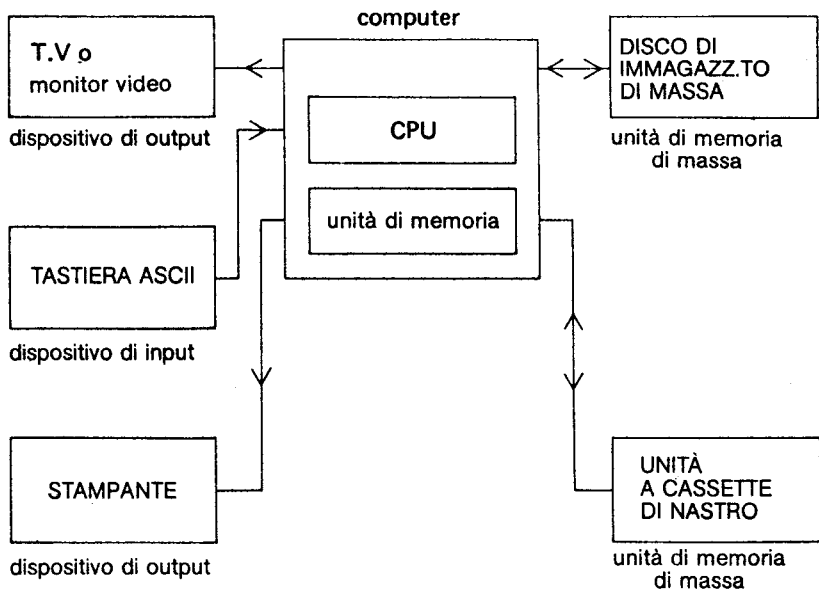 computer
T.V o
monitor video
dispositivo di output
CPU
unità di memoria
DISCO DI
IMMAGAZZ.TO
DI MASSA
unità di memoria
di massa
TASTIERA ASCII
dispositivo di input
STAMPANTE
dispositivo di output
UNITÀ
A CASSETTE
DI NASTRO
unità di memoria
di massa